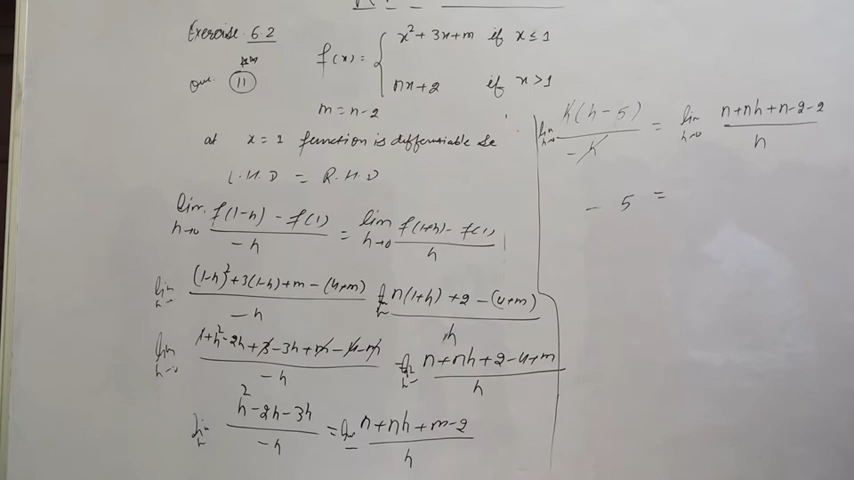 Exercise 6.2
Que. (11) f(x) = { x² + 3x + m if x ≤ 1
nx + 2 if x > 1
m = n - 2
at x = 1 function is differentiable so
L.H.D = R.H.D
lim h→0 f(1-h) - f(1) / -h = lim h→0 f(1+h) - f(1) / h
lim h→ (1-h)² + 3(1-h) + m - (4+m) / -h lim h n(1+h) + 2 - (4+m) / h
lim h→0 1 + h² - 2h + 3 - 3h + m - 4 - m / -h = lim h→ n + nh + 2 - 4 + m / h
lim h h² - 2h - 3h / -h = n + nh + m - 2 / h
lim h→0 h(h - 5) / -h = lim h→0 n + nh + n - 2 - 2 / h
- 5 =